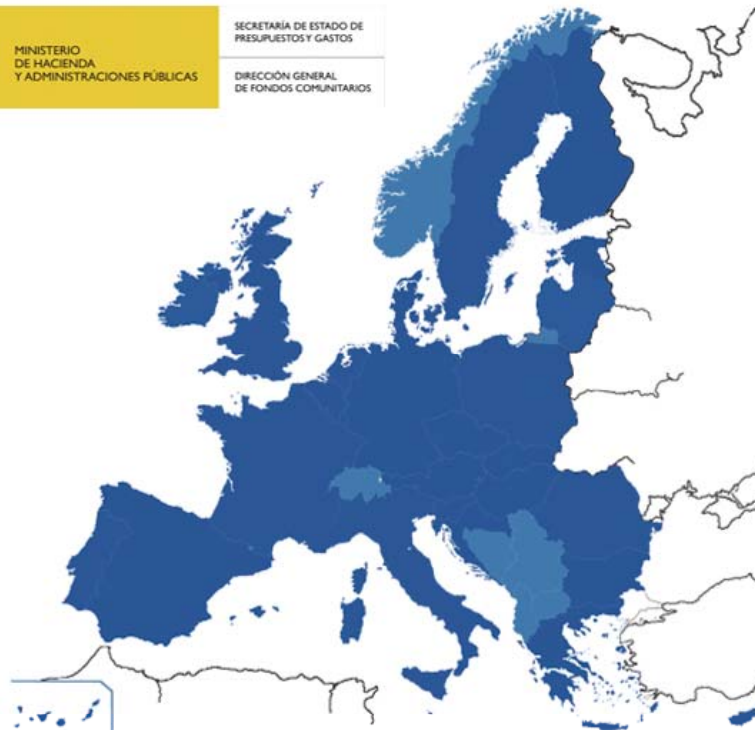 MINISTERIO
DE HACIENDA
Y ADMINISTRACIONES PÚBLICAS
SECRETARÍA DE ESTADO DE
PRESUPUESTOS Y GASTOS
DIRECCIÓN GENERAL
DE FONDOS COMUNITARIOS